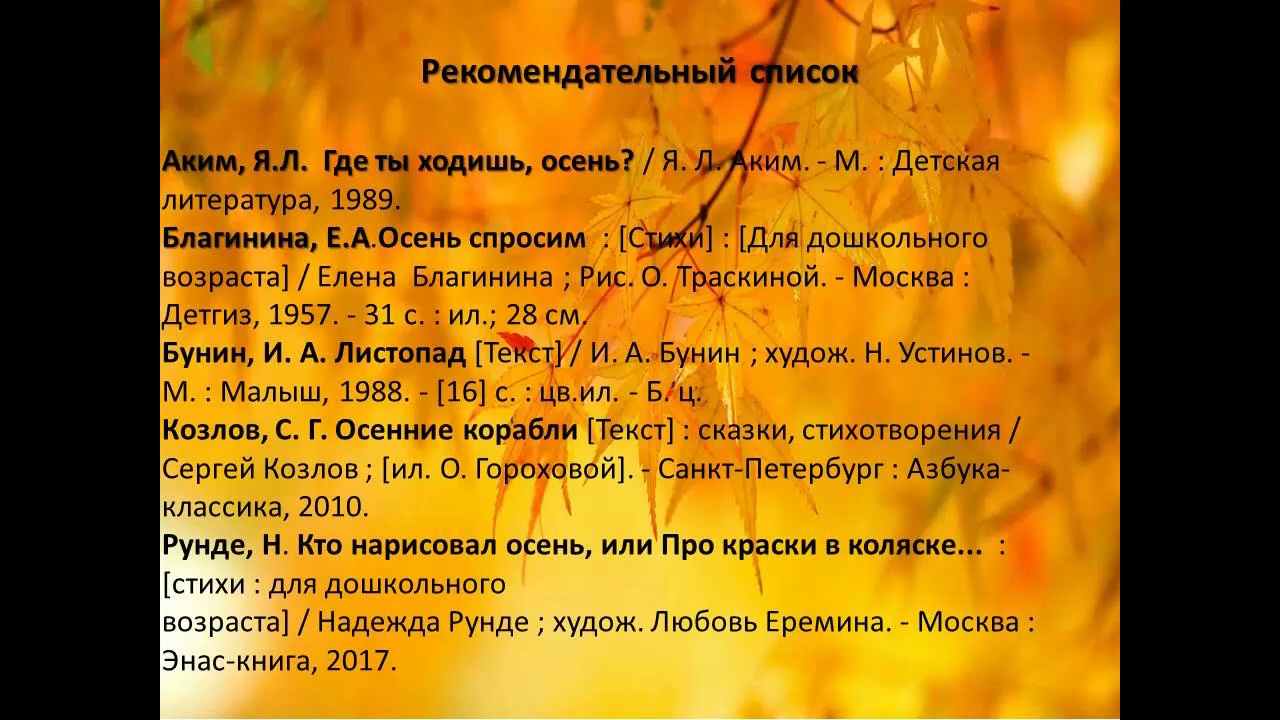 Рекомендательный список
Аким, Я.Л. Где ты ходишь, осень? / Я. Л. Аким. - М. : Детская
литература, 1989.
Благинина, Е.А.Осень спросим : [Стихи] : [Для дошкольного
возраста] / Елена Благинина ; Рис. О. Траскиной. - Москва :
Детгиз, 1957. - 31 с. : ил.; 28 см.
Бунин, И. А. Листопад [Текст] / И. А. Бунин ; худож. Н. Устинов. -
М. : Малыш, 1988. - [16] с. : цв.ил. - Б. ц.
Козлов, С. Г. Осенние корабли [Текст] : сказки, стихотворения /
Сергей Козлов ; [ил. О. Гороховой]. - Санкт-Петербург : Азбука-
классика, 2010.
Рунде, Н. Кто нарисовал осень, или Про краски в коляске... :
[стихи : для дошкольного
возраста] / Надежда Рунде ; худож. Любовь Еремина. - Москва :
Энас-книга, 2017.